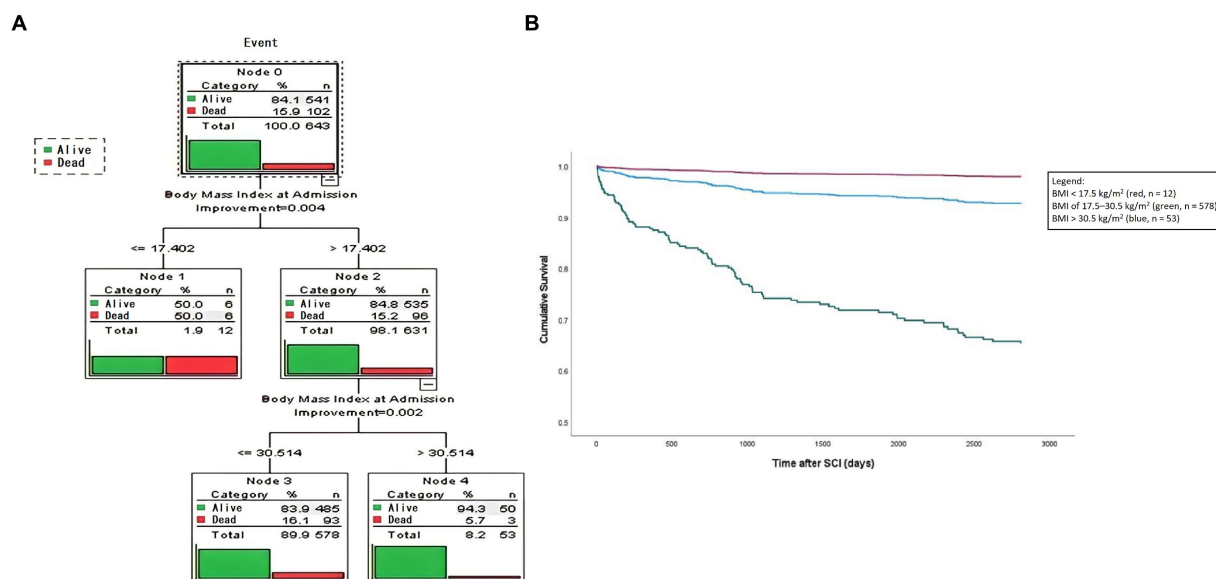 A
Event
Node 0
Category % n
Alive 84.1 541
Dead 15.9 102
Total 100.0 643
Alive
Dead
Body Mass Index at Admission
Improvement=0.004
<= 17.402
> 17.402
Node 1
Category % n
Alive 50.0 6
Dead 50.0 6
Total 1.9 12
Node 2
Category % n
Alive 84.8 535
Dead 15.2 96
Total 98.1 631
Body Mass Index at Admission
Improvement=0.002
<= 30.514
> 30.514
Node 3
Category % n
Alive 83.9 485
Dead 16.1 93
Total 89.9 578
Node 4
Category % n
Alive 94.3 50
Dead 5.7 3
Total 8.2 53
B
Cumulative Survival
1.0
0.9
0.8
0.7
0.6
0.5
0 500 1000 1500 2000 2500 3000
Time after SCI (days)
Legend:
BMI < 17.5 kg/m² (red, n = 12)
BMI of 17.5–30.5 kg/m² (green, n = 578)
BMI > 30.5 kg/m² (blue, n = 53)